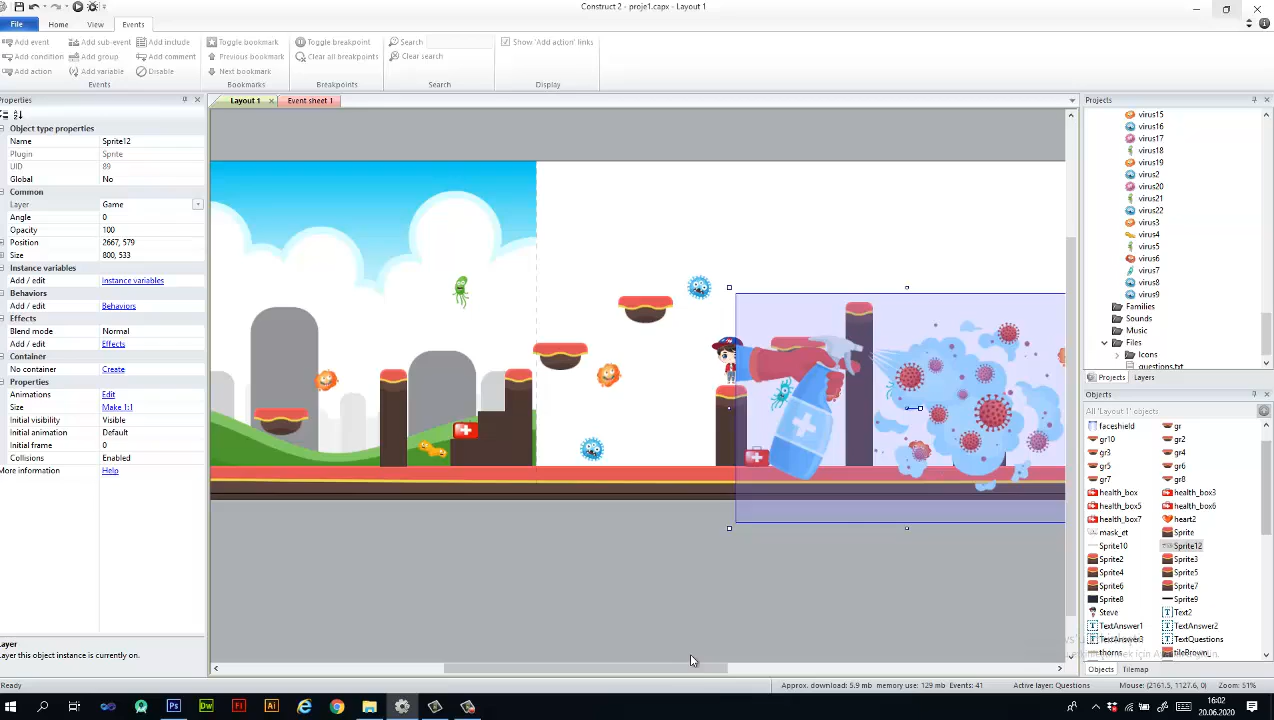 Construct 2 - proje1.capx - Layout 1
File
Home
View
Events
Add event
Add sub-event
Add include
Toggle bookmark
Toggle breakpoint
Search
Show 'Add action' links
Add condition
Add group
Add comment
Previous bookmark
Clear all breakpoints
Clear search
Add action
Add variable
Disable
Next bookmark
Events
Bookmarks
Breakpoints
Search
Display
Properties
Layout 1
Event sheet 1
Projects
Object type properties
Name
Sprite12
Plugin
Sprite
UID
89
Global
No
Common
Layer
Game
Angle
0
Opacity
100
Position
2667, 579
Size
800, 533
Instance variables
Add / edit
Instance variables
Behaviors
Add / edit
Behaviors
Effects
Blend mode
Normal
Add / edit
Effects
Container
No container
Create
Properties
Animations
Edit
Size
Make 1:1
Initial visibility
Visible
Initial animation
Default
Initial frame
0
Collisions
Enabled
More information
Help
Layer
Layer this object instance is currently on.
virus15
virus16
virus17
virus18
virus19
virus2
virus20
virus21
virus22
virus3
virus4
virus5
virus6
virus7
virus8
virus9
Families
Sounds
Music
Files
Icons
questions.txt
Projects
Layers
Objects
All 'Layout 1' objects
faceshield
gr
gr10
gr2
gr3
gr4
gr5
gr6
gr7
gr8
health_box
health_box3
health_box5
health_box6
health_box7
heart2
mask_et
Sprite
Sprite10
Sprite12
Sprite2
Sprite3
Sprite4
Sprite5
Sprite6
Sprite7
Sprite8
Sprite9
Steve
Text2
TextAnswer1
TextAnswer2
TextAnswer3
TextQuestions
thorns
tileBrown
Objects
Tilemap
Ready
Approx. download: 5.9 mb
memory use: 129 mb
Events: 41
Active layer: Questions
Mouse: (2161.5, 1127.6, 0)
Zoom: 51%
16:02
20.06.2020